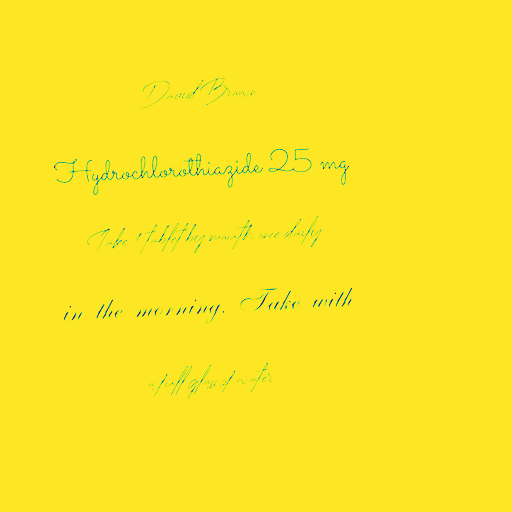 David Brown
Hydrochlorothiazide 25 mg
Take 1 tablet by mouth once daily
in the morning. Take with
a full glass of water